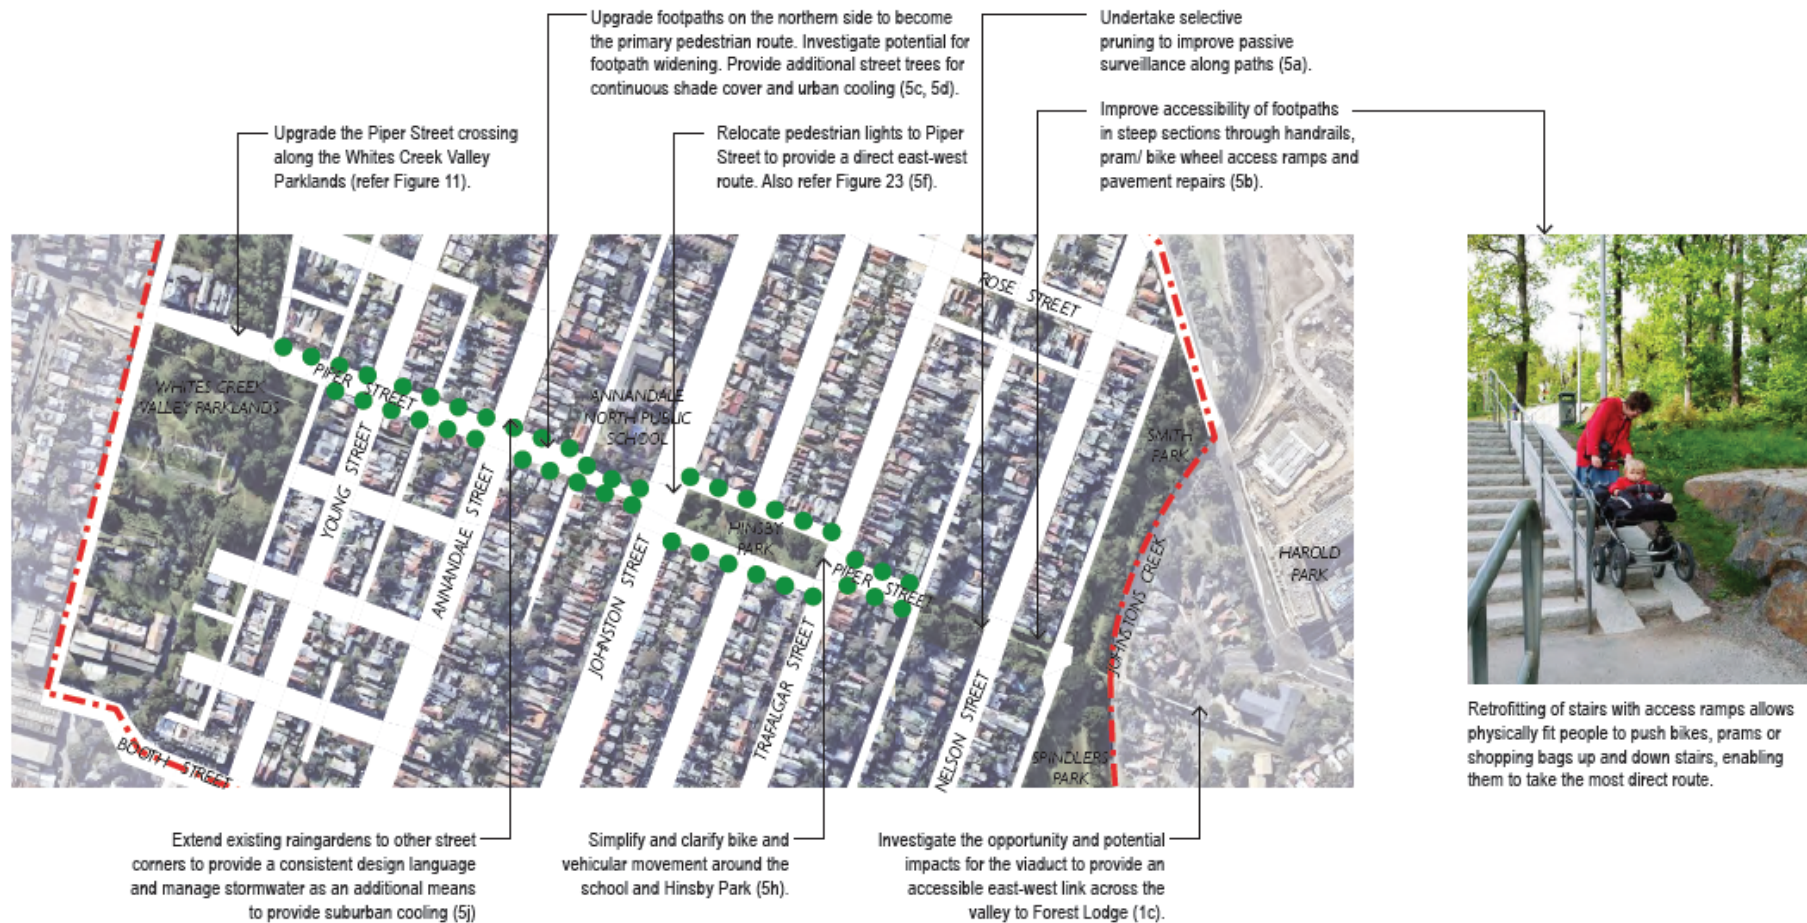 Upgrade footpaths on the northern side to become
the primary pedestrian route. Investigate potential for
footpath widening. Provide additional street trees for
continuous shade cover and urban cooling (5c, 5d).
Undertake selective
pruning to improve passive
surveillance along paths (5a).
Upgrade the Piper Street crossing
along the Whites Creek Valley
Parklands (refer Figure 11).
Relocate pedestrian lights to Piper
Street to provide a direct east-west
route. Also refer Figure 23 (5f).
Improve accessibility of footpaths
in steep sections through handrails,
pram/ bike wheel access ramps and
pavement repairs (5b).
ROSE STREET
WHITES CREEK
VALLEY PARKLANDS
PIPER STREET
ANNANDALE
NORTH PUBLIC
SCHOOL
SMITH
PARK
YOUNG STREET
ANNANDALE STREET
HINSBY
PARK
HAROLD
PARK
JOHNSTON STREET
PIPER STREET
JOHNSTONS CREEK
TRAFALGAR STREET
NELSON STREET
SPINDLERS
PARK
BOOTH STREET
Retrofitting of stairs with access ramps allows
physically fit people to push bikes, prams or
shopping bags up and down stairs, enabling
them to take the most direct route.
Extend existing raingardens to other street
corners to provide a consistent design language
and manage stormwater as an additional means
to provide suburban cooling (5j)
Simplify and clarify bike and
vehicular movement around the
school and Hinsby Park (5h).
Investigate the opportunity and potential
impacts for the viaduct to provide an
accessible east-west link across the
valley to Forest Lodge (1c).